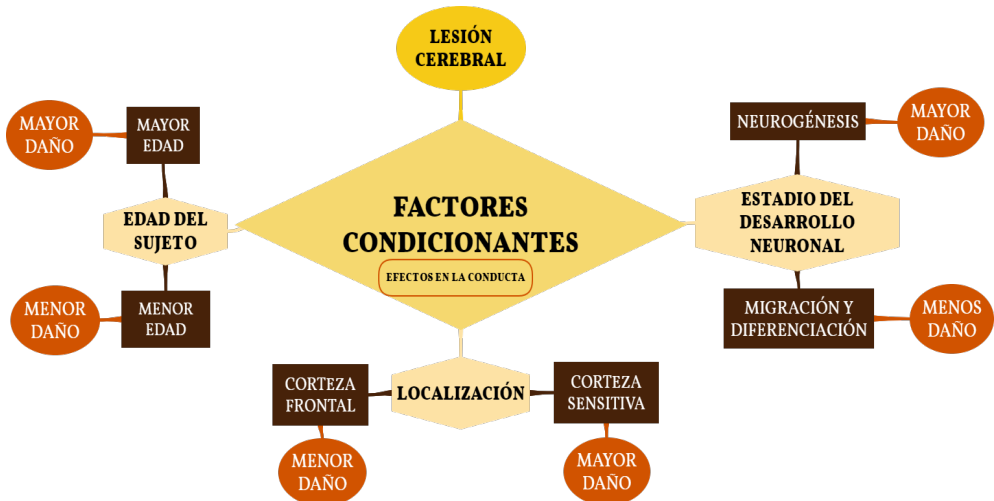 LESIÓN
CEREBRAL
MAYOR
DAÑO
MAYOR
EDAD
EDAD DEL
SUJETO
MENOR
DAÑO
MENOR
EDAD
FACTORES
CONDICIONANTES
EFECTOS EN LA CONDUCTA
NEUROGÉNESIS
MAYOR
DAÑO
ESTADIO DEL
DESARROLLO
NEURONAL
MIGRACIÓN Y
DIFERENCIACIÓN
MENOS
DAÑO
CORTEZA
FRONTAL
LOCALIZACIÓN
CORTEZA
SENSITIVA
MENOR
DAÑO
MAYOR
DAÑO